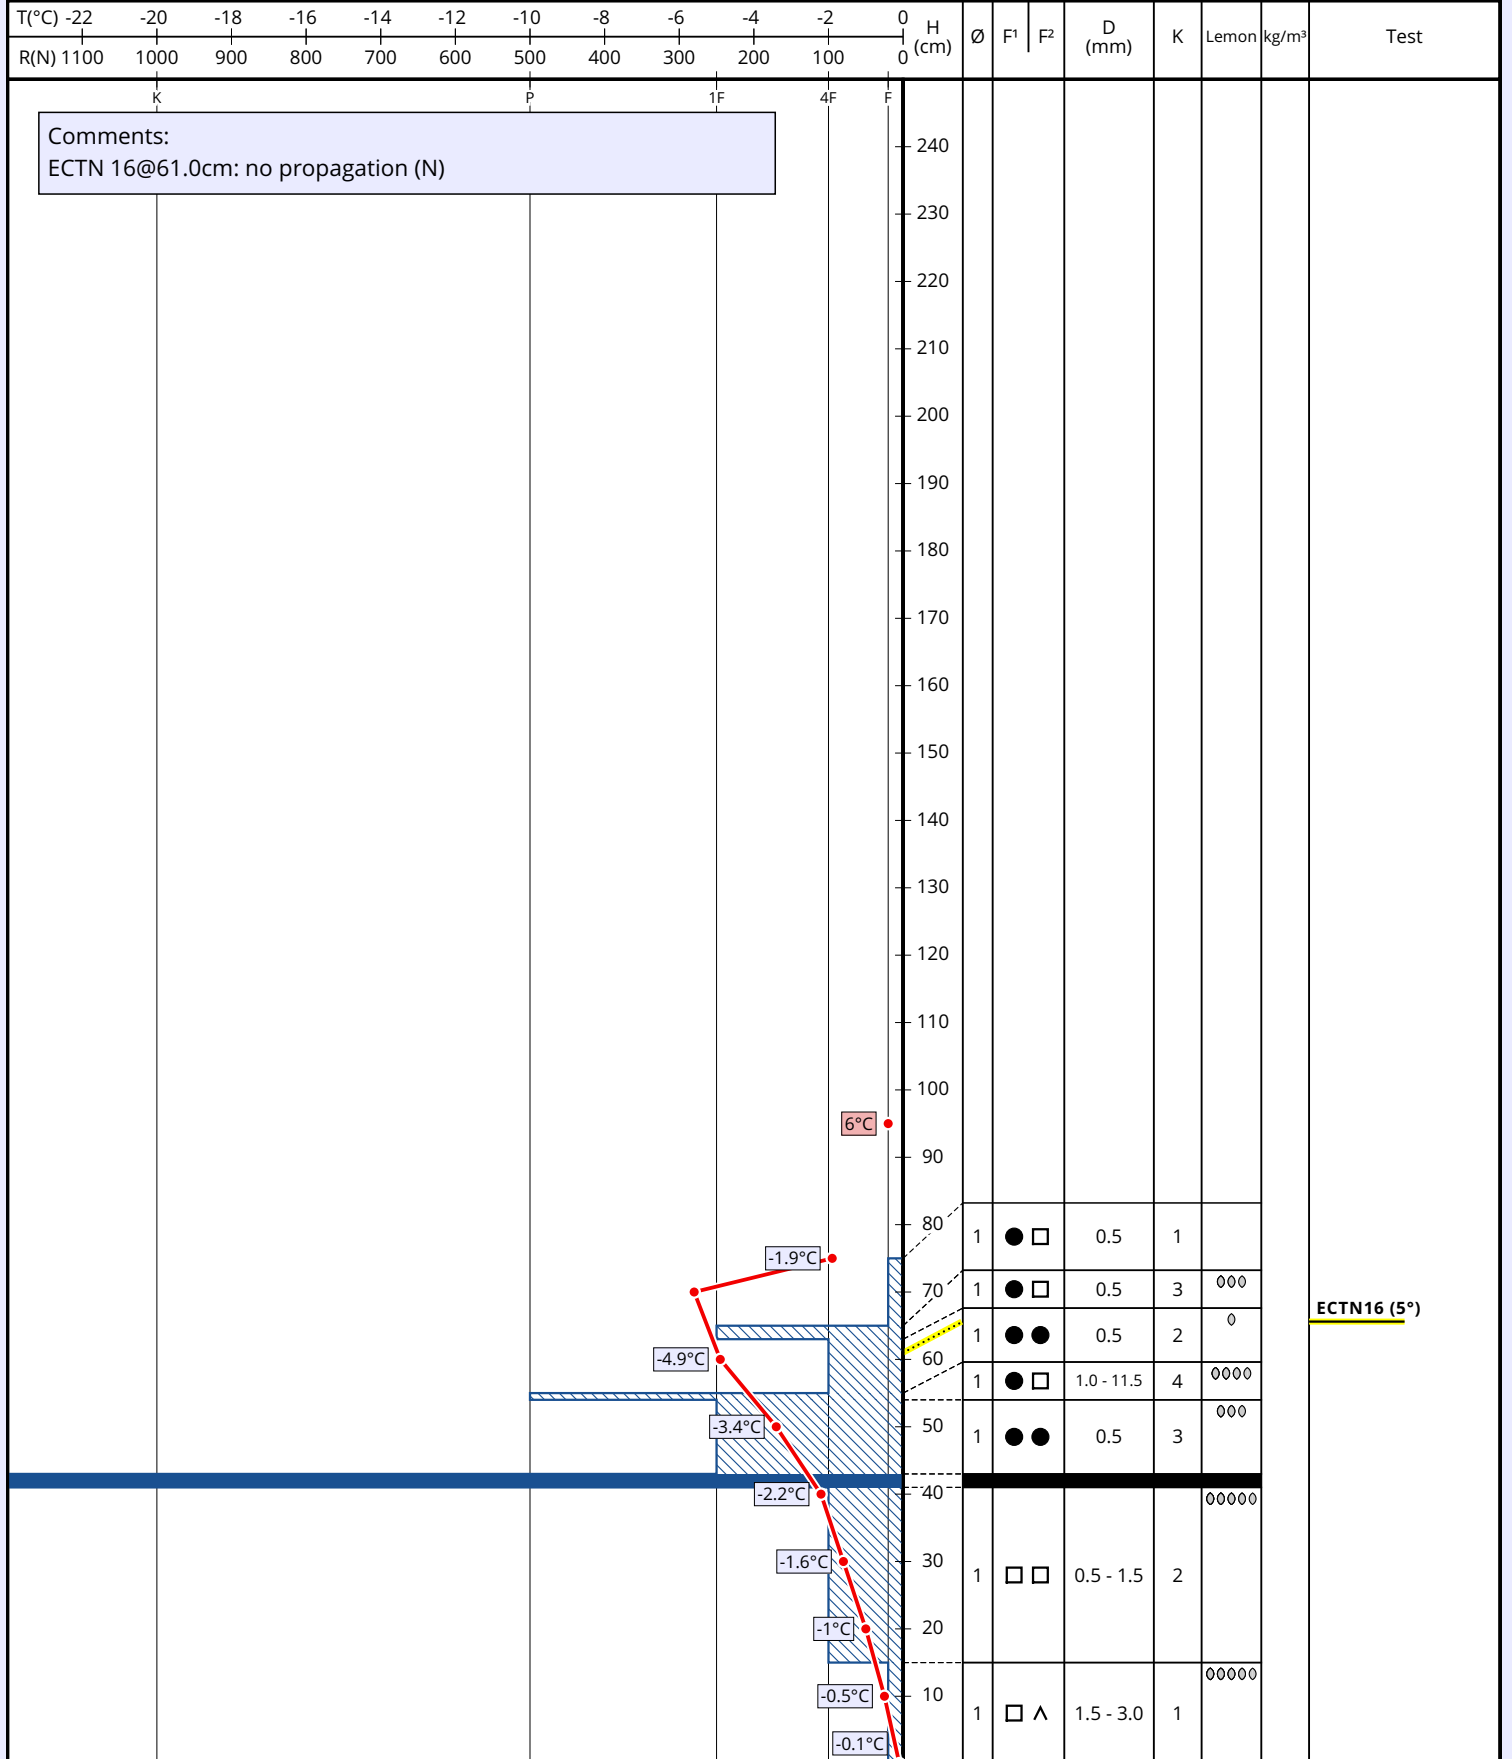 T(°C) -22 -20 -18 -16 -14 -12 -10 -8 -6 -4 -2 0
R(N) 1100 1000 900 800 700 600 500 400 300 200 100 0
H (cm) Ø F¹ F² D (mm) K Lemon kg/m³ Test
K P 1F 4F F
Comments:
ECTN 16@61.0cm: no propagation (N)
240
230
220
210
200
190
180
170
160
150
140
130
120
110
100
6°C
90
80
1 0.5 1
-1.9°C
70 1 0.5 3
ECTN16 (5°)
1 0.5 2
-4.9°C 60
1 1.0 - 11.5 4
-3.4°C 50 1 0.5 3
-2.2°C 40
-1.6°C 30 1 0.5 - 1.5 2
-1°C 20
-0.5°C 10
1 1.5 - 3.0 1
-0.1°C